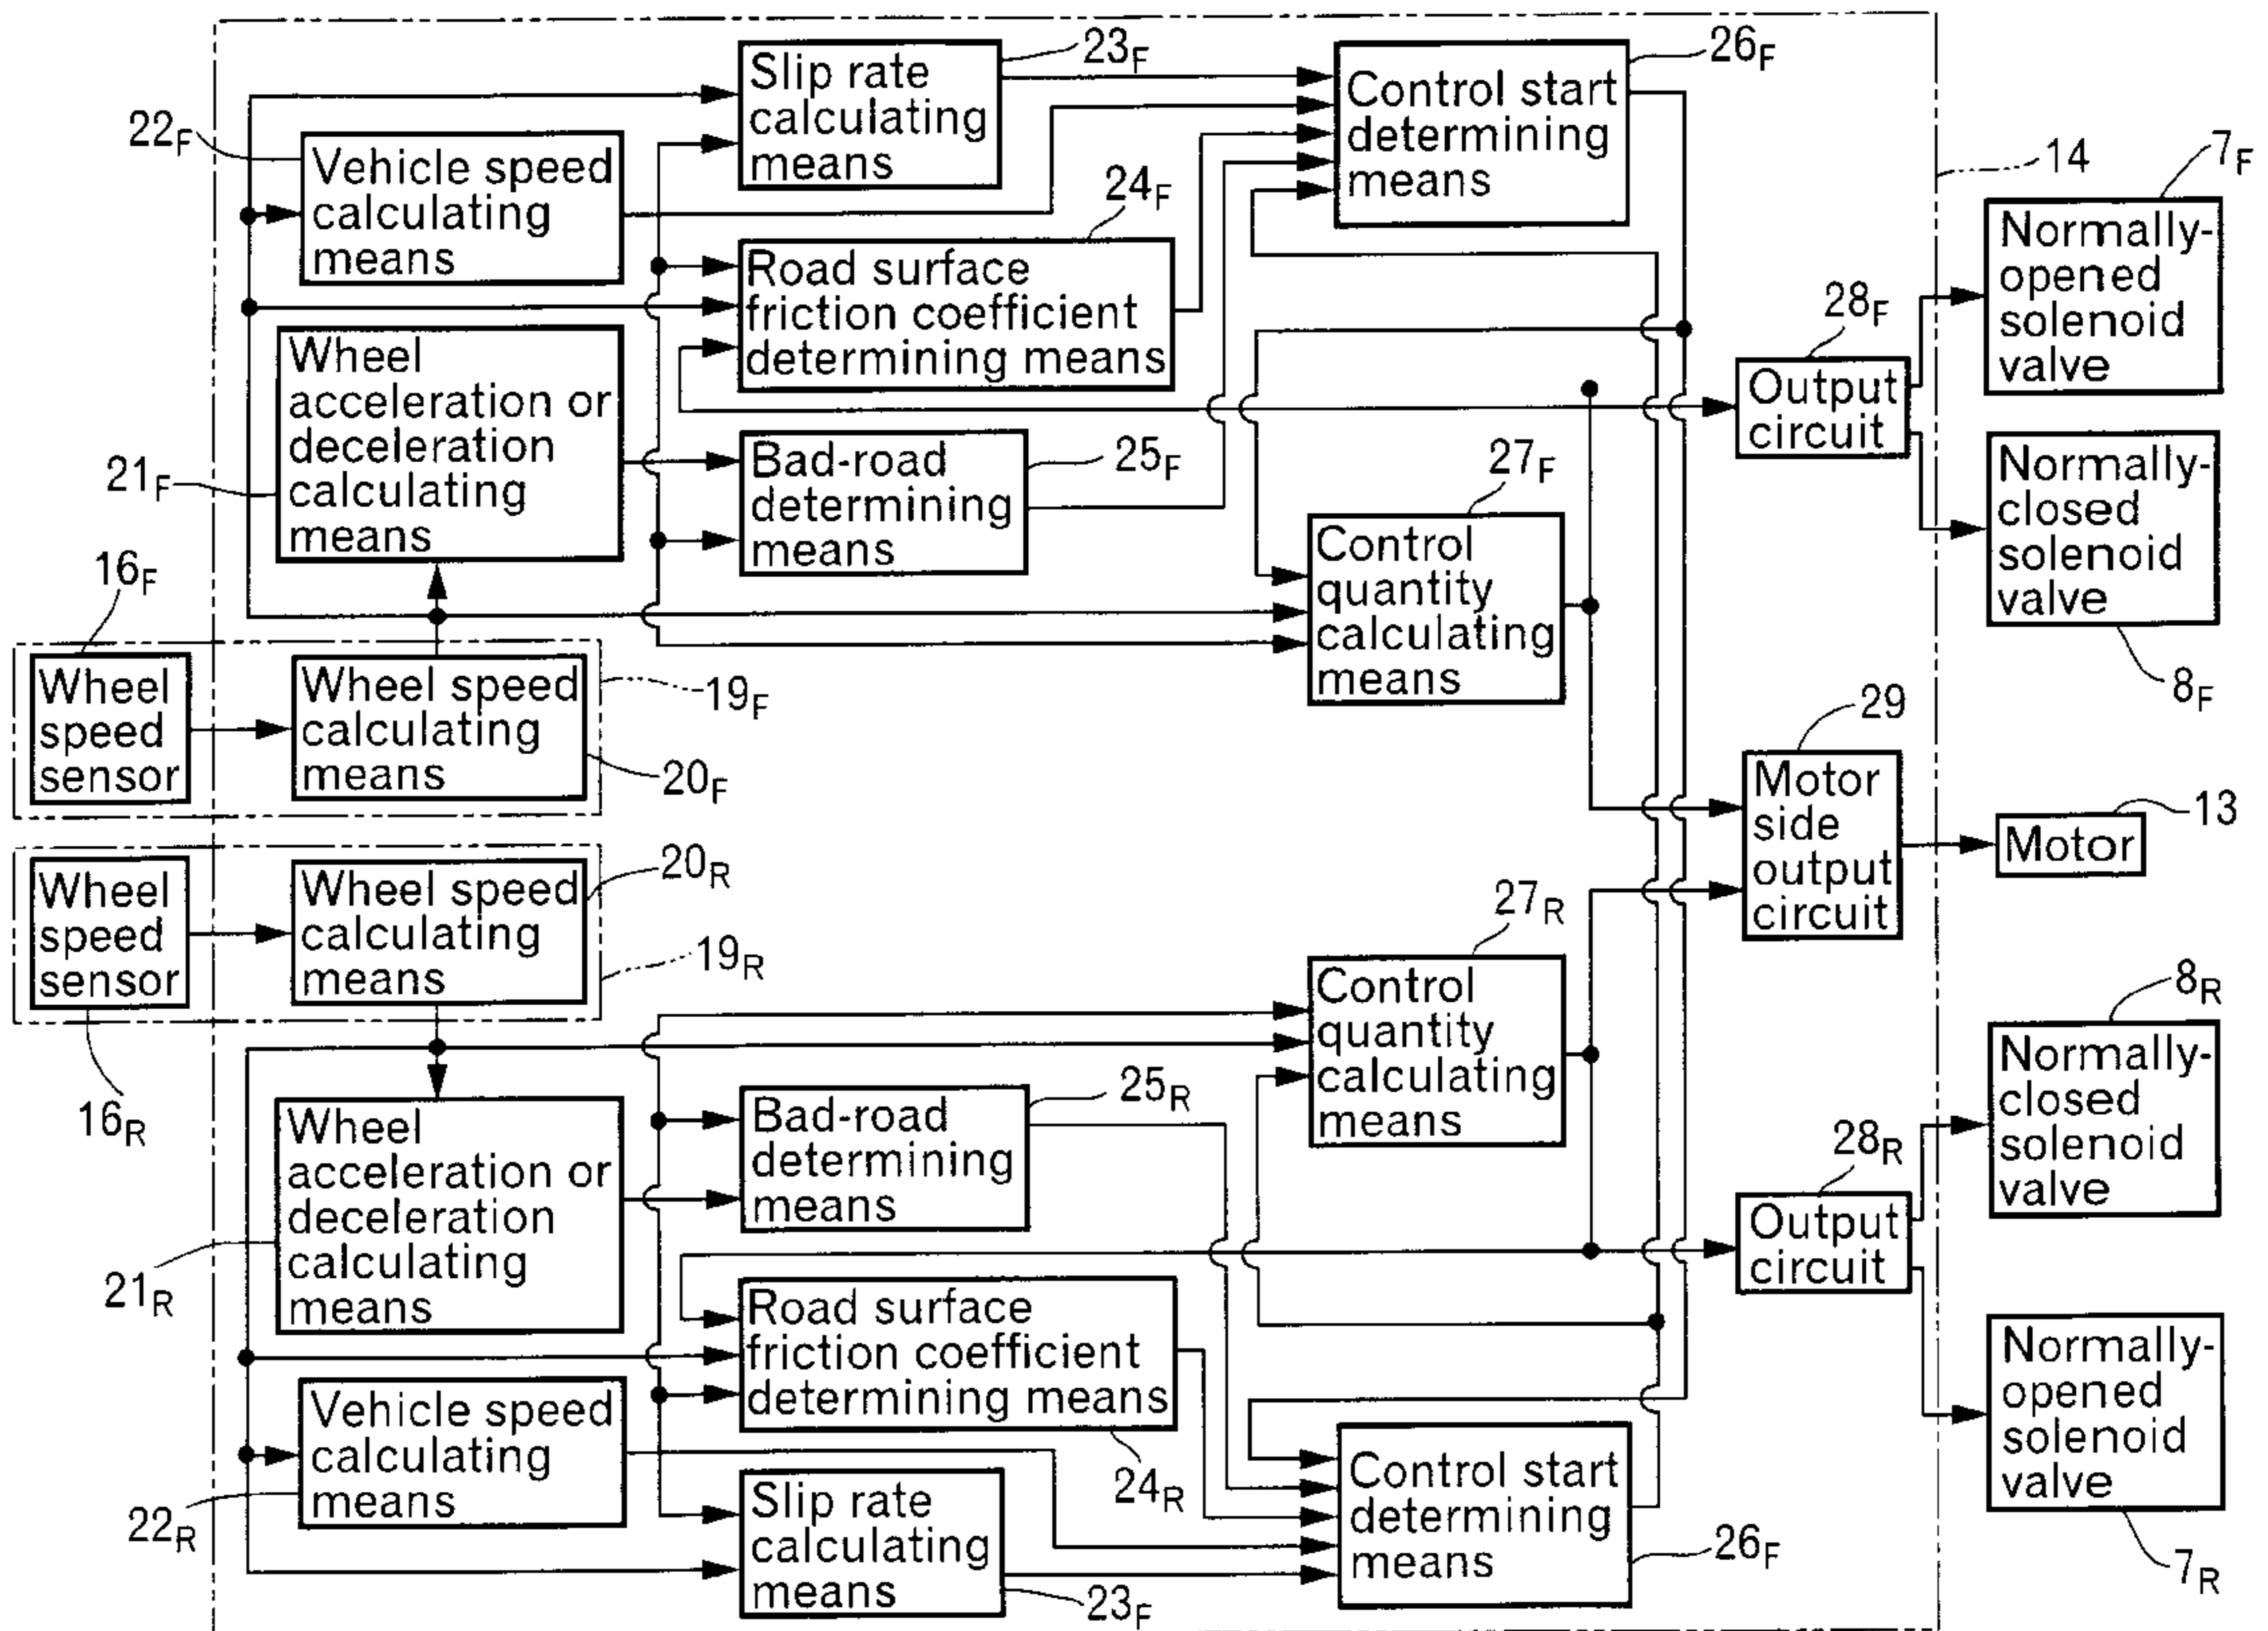 23F
Slip rate
calculating
means
26F
Control start
determining
means
22F
Vehicle speed
calculating
means
14
7F
Normally-
opened
solenoid
valve
24F
Road surface
friction coefficient
determining means
28F
Output
circuit
Wheel
acceleration or
deceleration
calculating
means
21F
Bad-road
determining
means
25F
27F
Control
quantity
calculating
means
Normally-
closed
solenoid
valve
8F
16F
Wheel
speed
sensor
Wheel speed
calculating
means
19F
20F
29
Motor
side
output
circuit
13
Motor
Wheel
speed
sensor
Wheel speed
calculating
means
20R
19R
16R
27R
Control
quantity
calculating
means
8R
Normally-
closed
solenoid
valve
Wheel
acceleration or
deceleration
calculating
means
21R
Bad-road
determining
means
25R
28R
Output
circuit
Road surface
friction coefficient
determining means
24R
Vehicle speed
calculating
means
22R
Slip rate
calculating
means
23F
Control start
determining
means
26F
Normally-
opened
solenoid
valve
7R